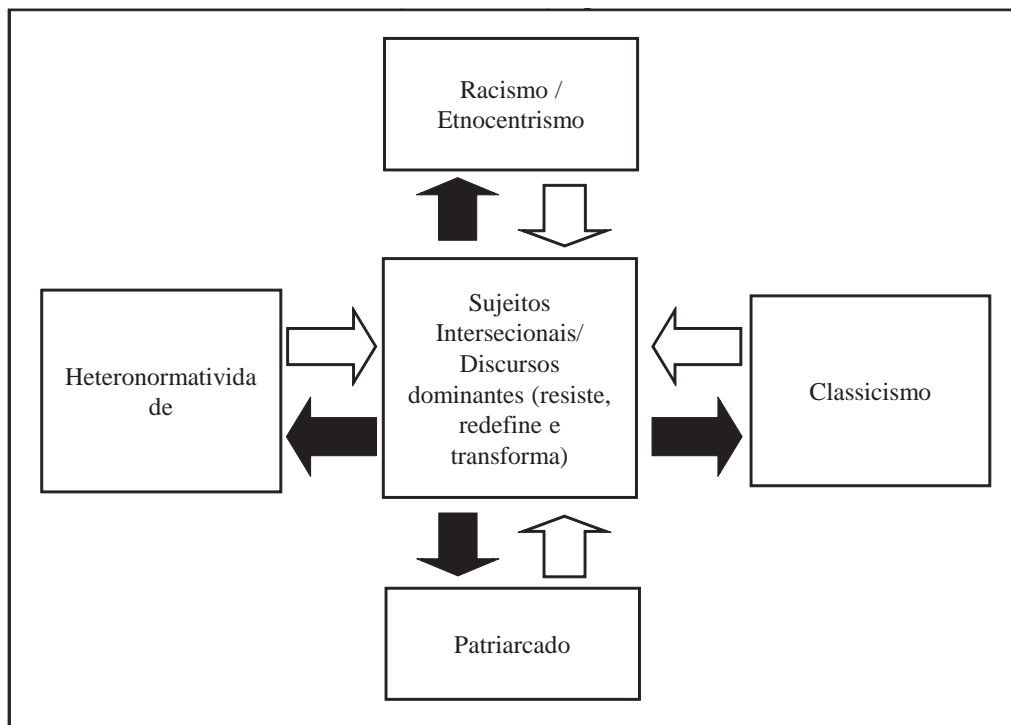 Racismo /
Etnocentrismo
Heteronormativida
de
Sujeitos
Intersecionais/
Discursos
dominantes (resiste,
redefine e
transforma)
Classicismo
Patriarcado